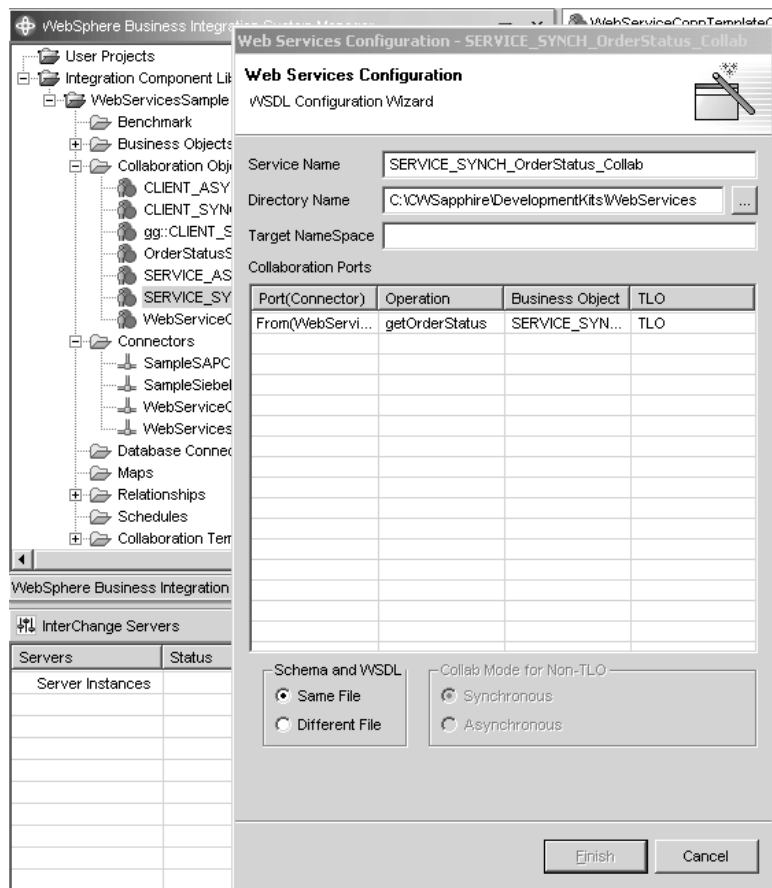 WebSphere Business Integration System Manager
WebServiceConnTemplateC
User Projects
Integration Component Lib
WebServicesSample
Benchmark
Business Objects
Collaboration Obje
CLIENT_ASY
CLIENT_SYN
gg::CLIENT_S
OrderStatusS
SERVICE_AS
SERVICE_SY
WebServiceC
Connectors
SampleSAPC
SampleSiebel
WebServiceC
WebServices
Database Connec
Maps
Relationships
Schedules
Collaboration Tem
WebSphere Business Integration
InterChange Servers
Servers Status
Server Instances
Web Services Configuration - SERVICE_SYNCH_OrderStatus_Collab
Web Services Configuration
WSDL Configuration Wizard
Service Name SERVICE_SYNCH_OrderStatus_Collab
Directory Name C:\CWSapphire\DevelopmentKits\WebServices ...
Target NameSpace
Collaboration Ports
Port(Connector) Operation Business Object TLO
From(WebServi... getOrderStatus SERVICE_SYN... TLO
Schema and WSDL
Same File
Different File
Collab Mode for Non-TLO
Synchronous
Asynchronous
Finish Cancel